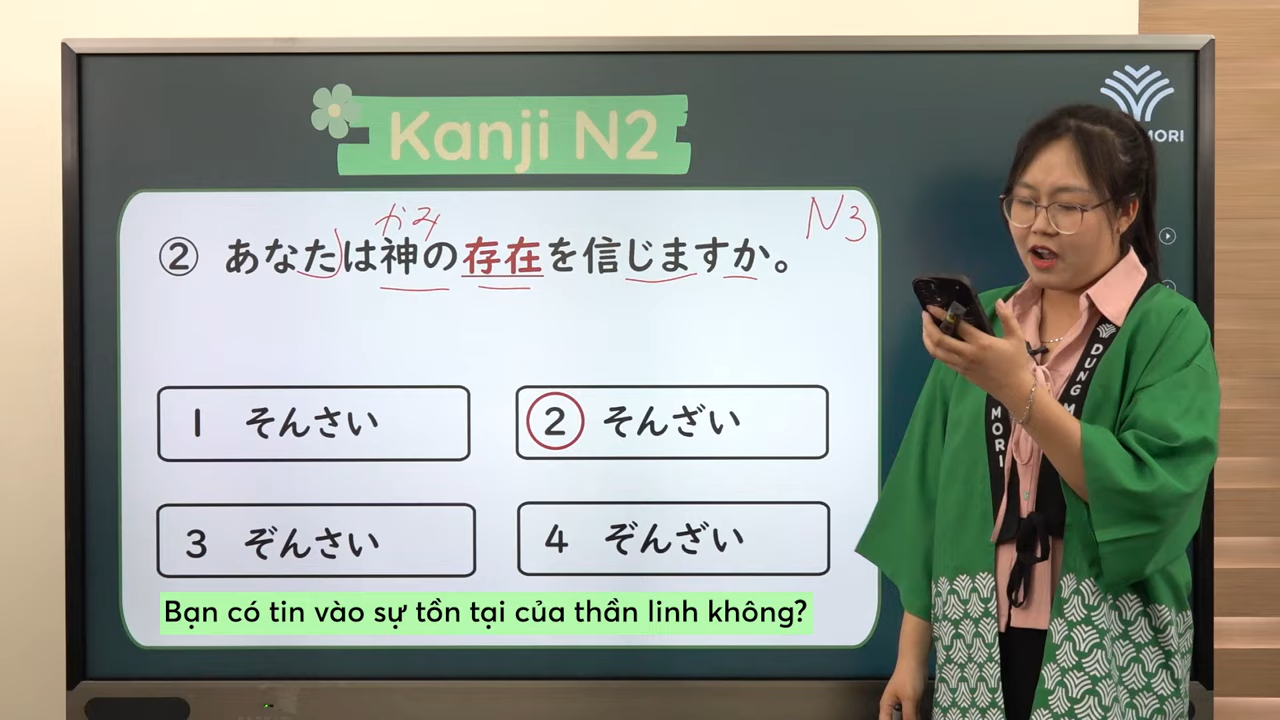 Kanji N2
MORI
N3
かみ
② あなたは神の存在を信じますか。
1 そんさい
② そんざい
3 ぞんさい
4 ぞんざい
Bạn có tin vào sự tồn tại của thần linh không?
DUNG M
MORI